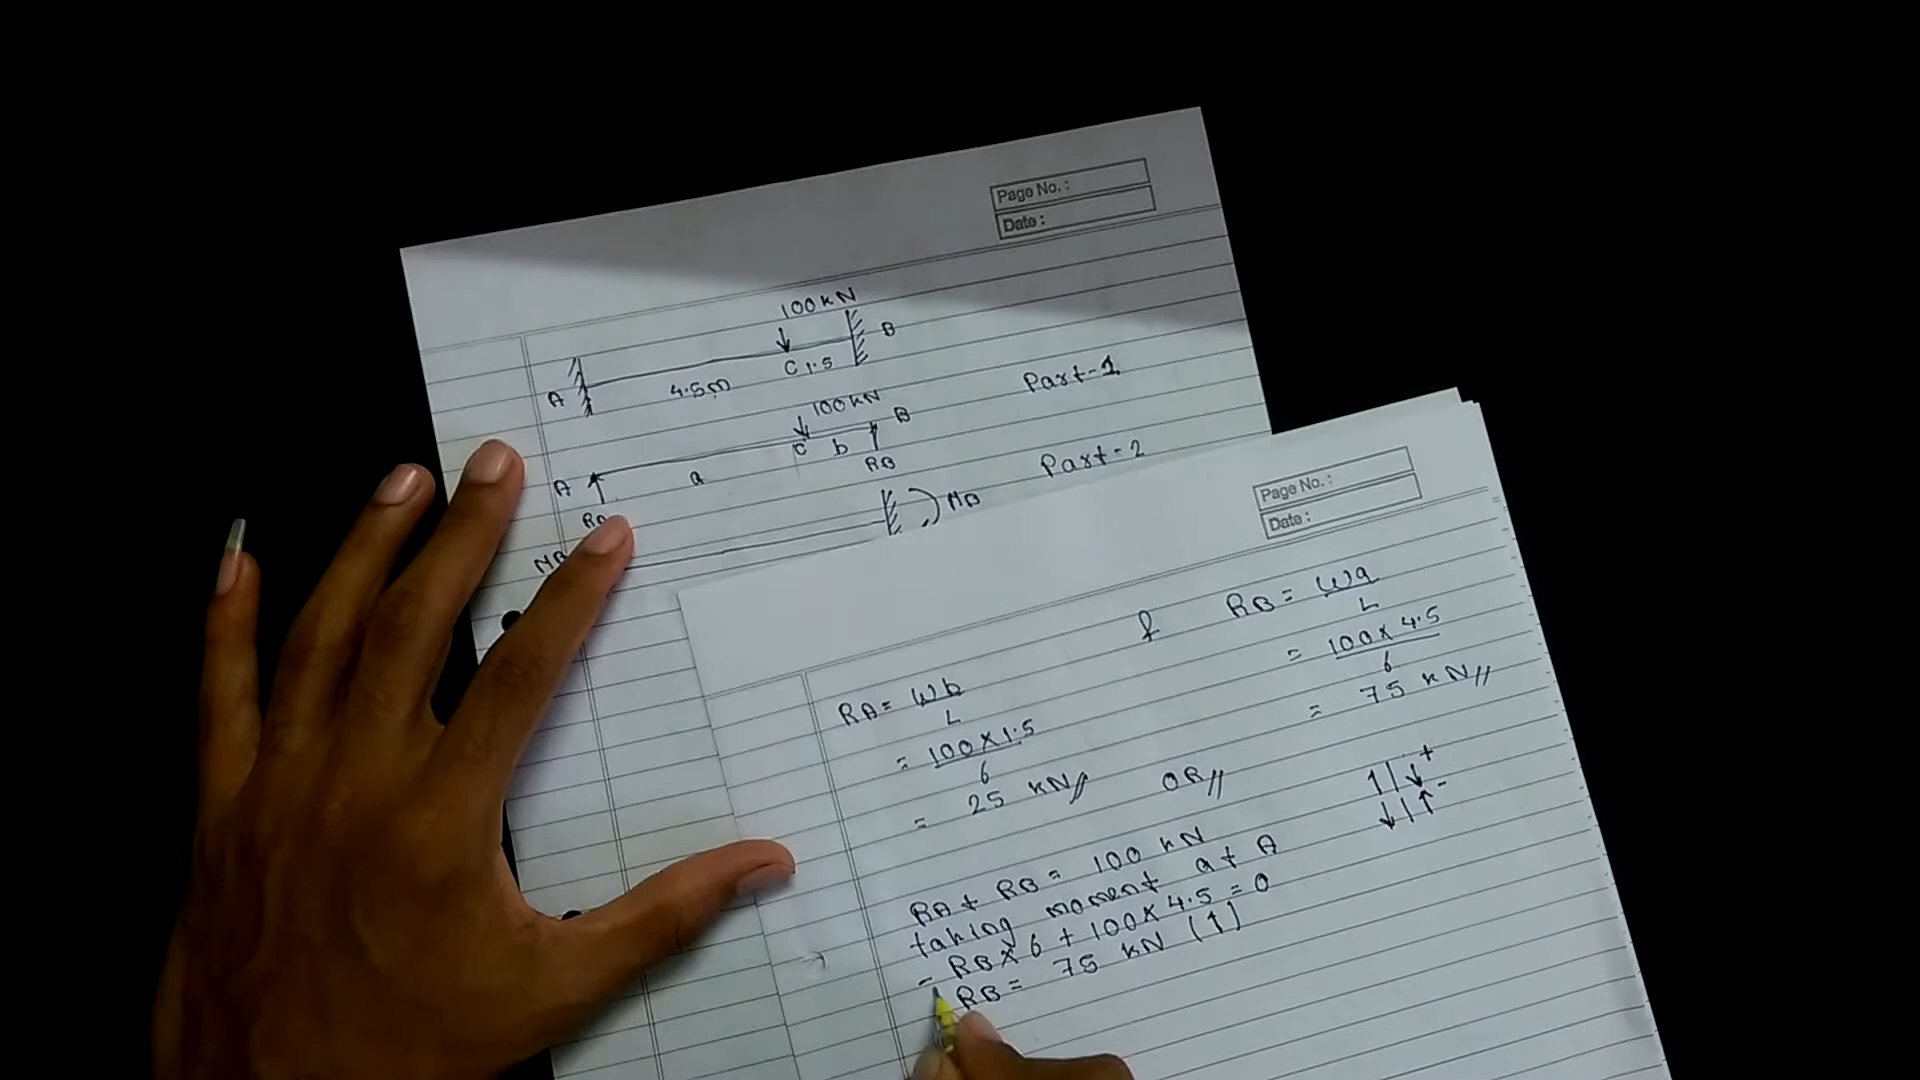 Page No. :
Date :
100 kN
A 4.5m C 1.5 B
Part-1
100 kN
A a C b B
RA RB
Part-2
MB
Page No. :
Date :
RA = Wb/L & RB = Wa/L
= 100 x 1.5 / 6 = 100 x 4.5 / 6
= 25 kN// = 75 kN//
OR//
↑|↓ +
↓|↑ -
RA + RB = 100 kN
taking moment at A
- RB x 6 + 100 x 4.5 = 0
RB = 75 kN (↑)